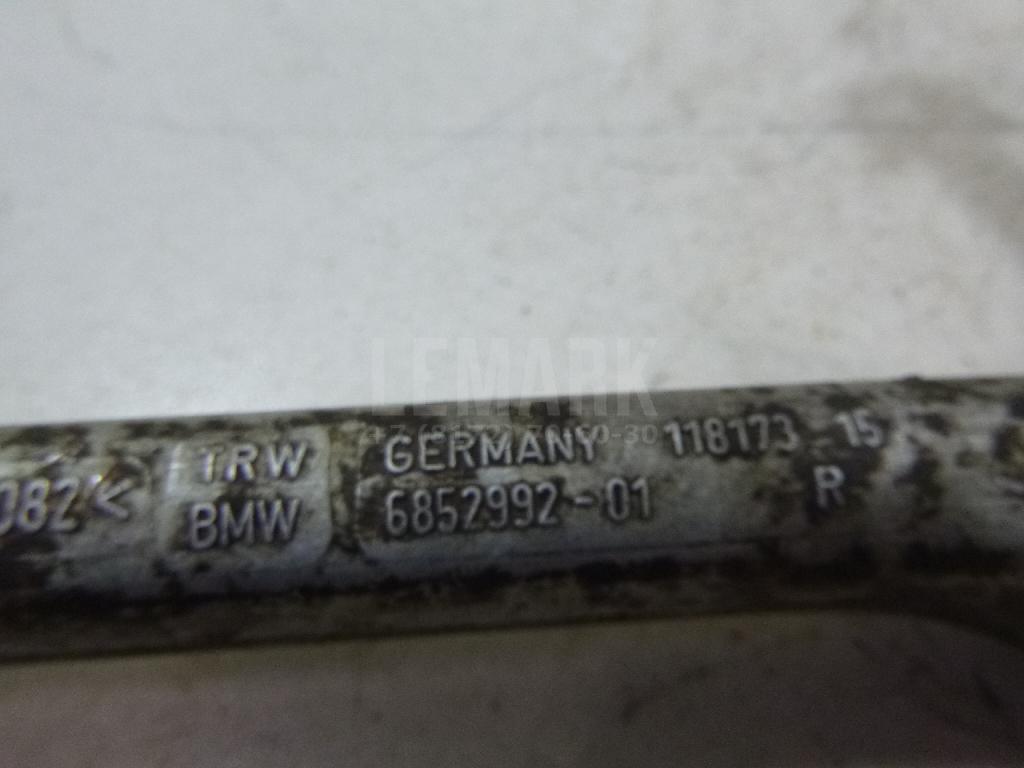 LEMARK
082 < TRW GERMANY 118173 15
BMW 6852992-01 R